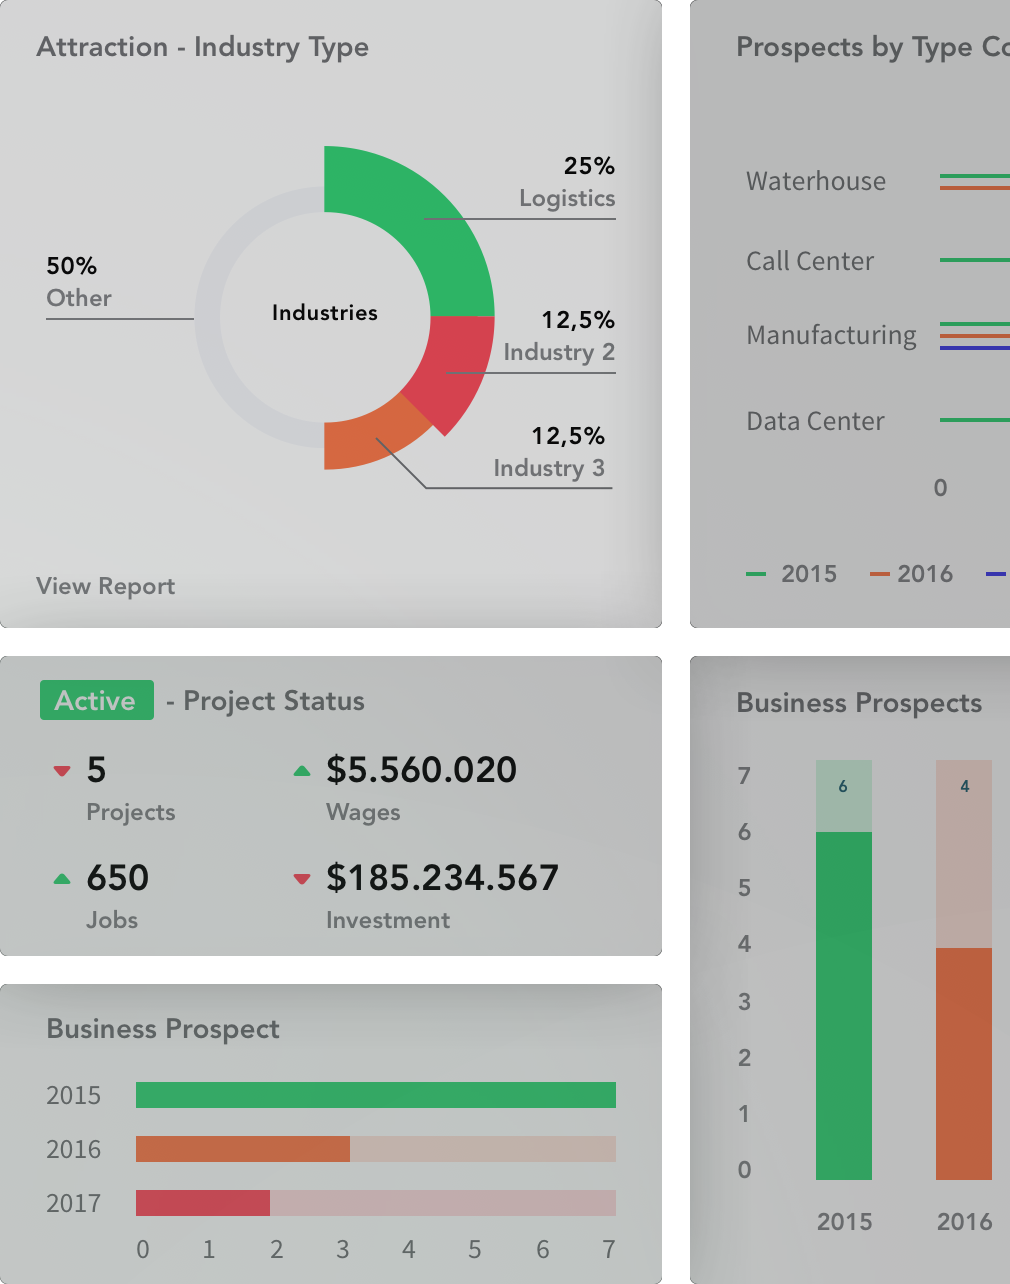 Attraction - Industry Type
25%
Logistics
50%
Other
Industries
12,5%
Industry 2
12,5%
Industry 3
View Report
Prospects by Type
Waterhouse
Call Center
Manufacturing
Data Center
0
2015 2016
Active - Project Status
5
Projects
$5.560.020
Wages
650
Jobs
$185.234.567
Investment
Business Prospect
2015
2016
2017
0 1 2 3 4 5 6 7
Business Prospects
7
6
5
4
3
2
1
0
6
4
2015 2016